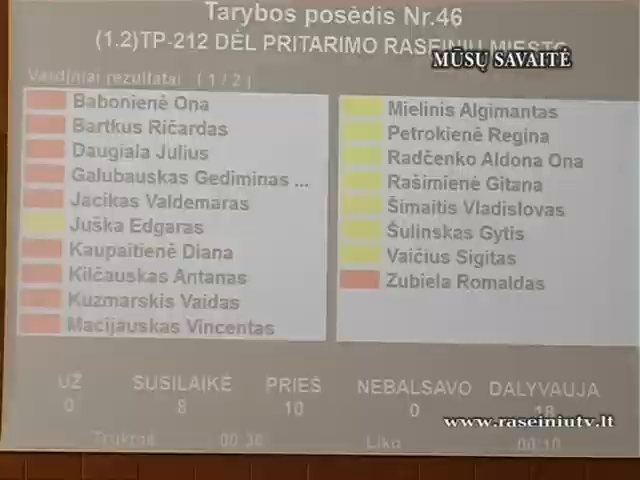 Tarybos posėdis Nr.46
(1.2)TP-212 DĖL PRITARIMO RASEINIŲ MIESTO
MŪSŲ SAVAITĖ
Vardiniai rezultatai ( 1 / 2 )
Babonienė Ona
Bartkus Ričardas
Daugiala Julius
Galubauskas Gediminas ...
Jacikas Valdemaras
Juška Edgaras
Kaupaitienė Diana
Kilčauskas Antanas
Kuzmarskis Vaidas
Macijauskas Vincentas
Mielinis Algimantas
Petrokienė Regina
Radčenko Aldona Ona
Rašimienė Gitana
Šimaitis Vladislovas
Šulinskas Gytis
Vaičius Sigitas
Zubiela Romaldas
UŽ SUSILAIKĖ PRIEŠ NEBALSAVO DALYVAUJA
0 8 10 0 18
www.raseiniutv.lt
Trukmė 00:30 Liko 00:10